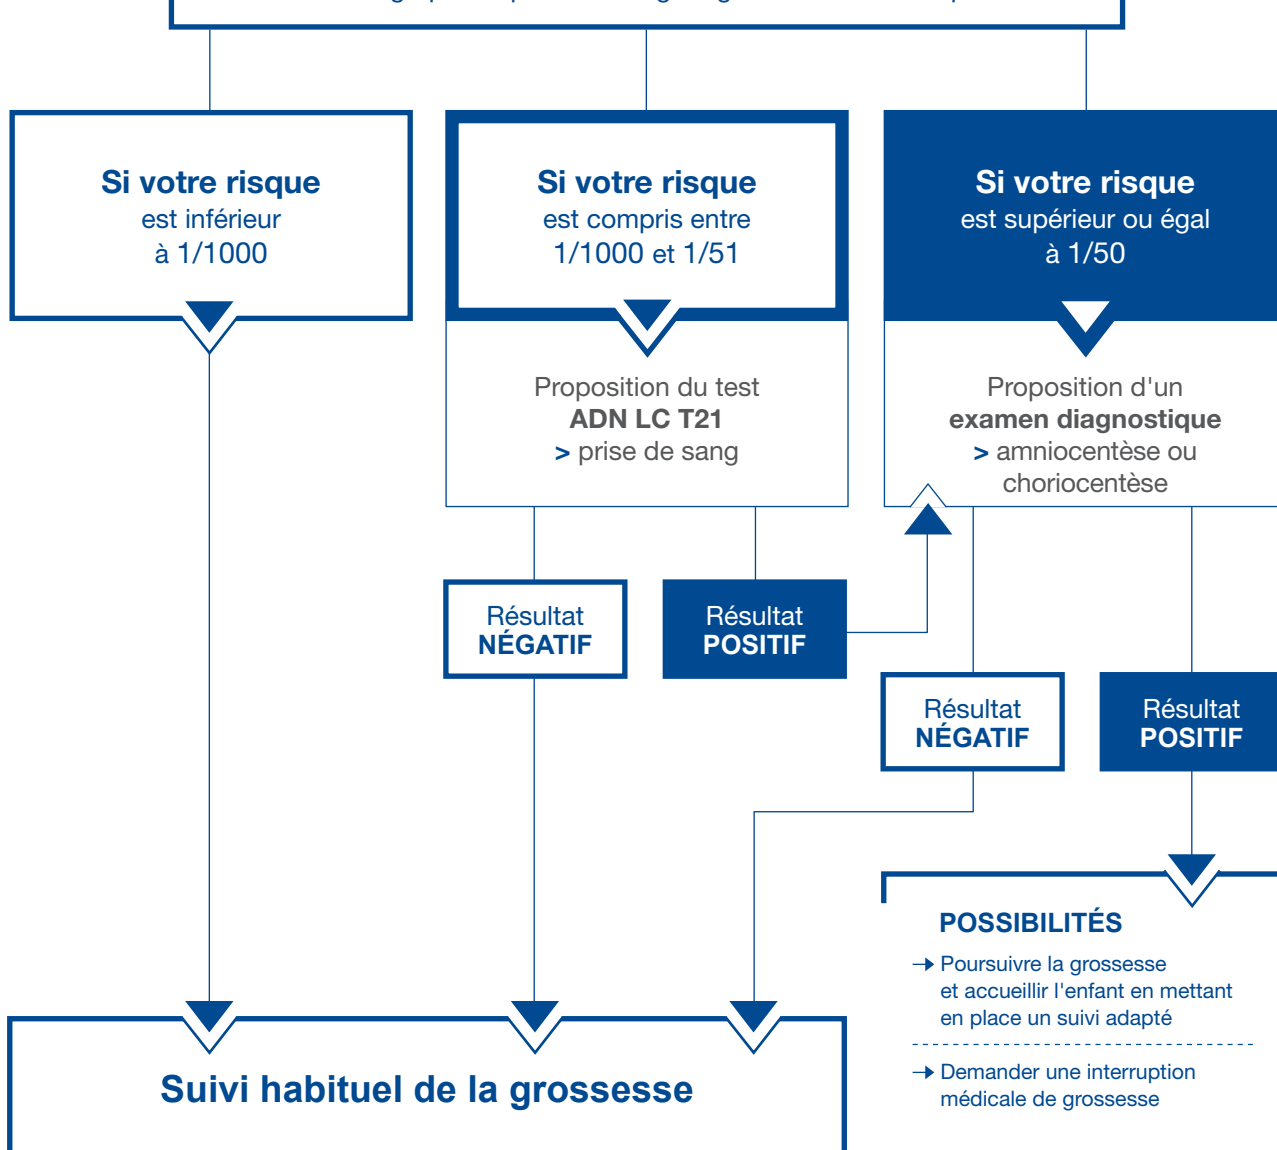 Si votre risque
est inférieur
à 1/1000
Si votre risque
est compris entre
1/1000 et 1/51
Si votre risque
est supérieur ou égal
à 1/50
Proposition du test
ADN LC T21
> prise de sang
Proposition d'un
examen diagnostique
> amniocentèse ou
choriocentèse
Résultat
NÉGATIF
Résultat
POSITIF
Résultat
NÉGATIF
Résultat
POSITIF
POSSIBILITÉS
→ Poursuivre la grossesse
et accueillir l'enfant en mettant
en place un suivi adapté
→ Demander une interruption
médicale de grossesse
Suivi habituel de la grossesse